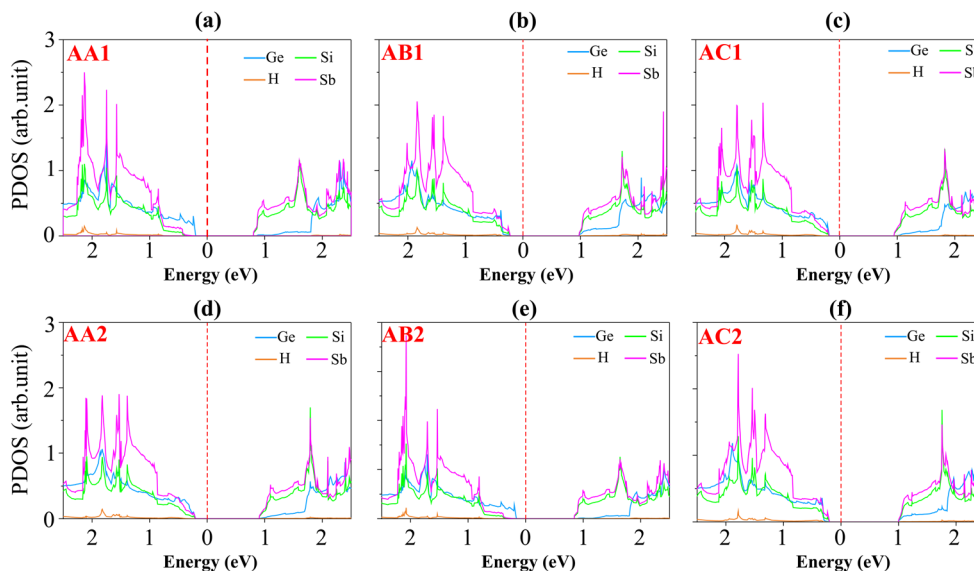 (a) (b) (c)
3 AA1 Ge Si AB1 Ge Si AC1 Ge S
H Sb H Sb H Sb
2
PDOS (arb.unit)
1
0
2 1 0 1 2 2 1 0 1 2 2 1 0 1 2
Energy (eV) Energy (eV) Energy (eV)
(d) (e) (f)
3 AA2 Ge Si AB2 Ge Si AC2 Ge Si
H Sb H Sb H Sb
2
PDOS (arb.unit)
1
0
2 1 0 1 2 2 1 0 1 2 2 1 0 1 2
Energy (eV) Energy (eV) Energy (eV)